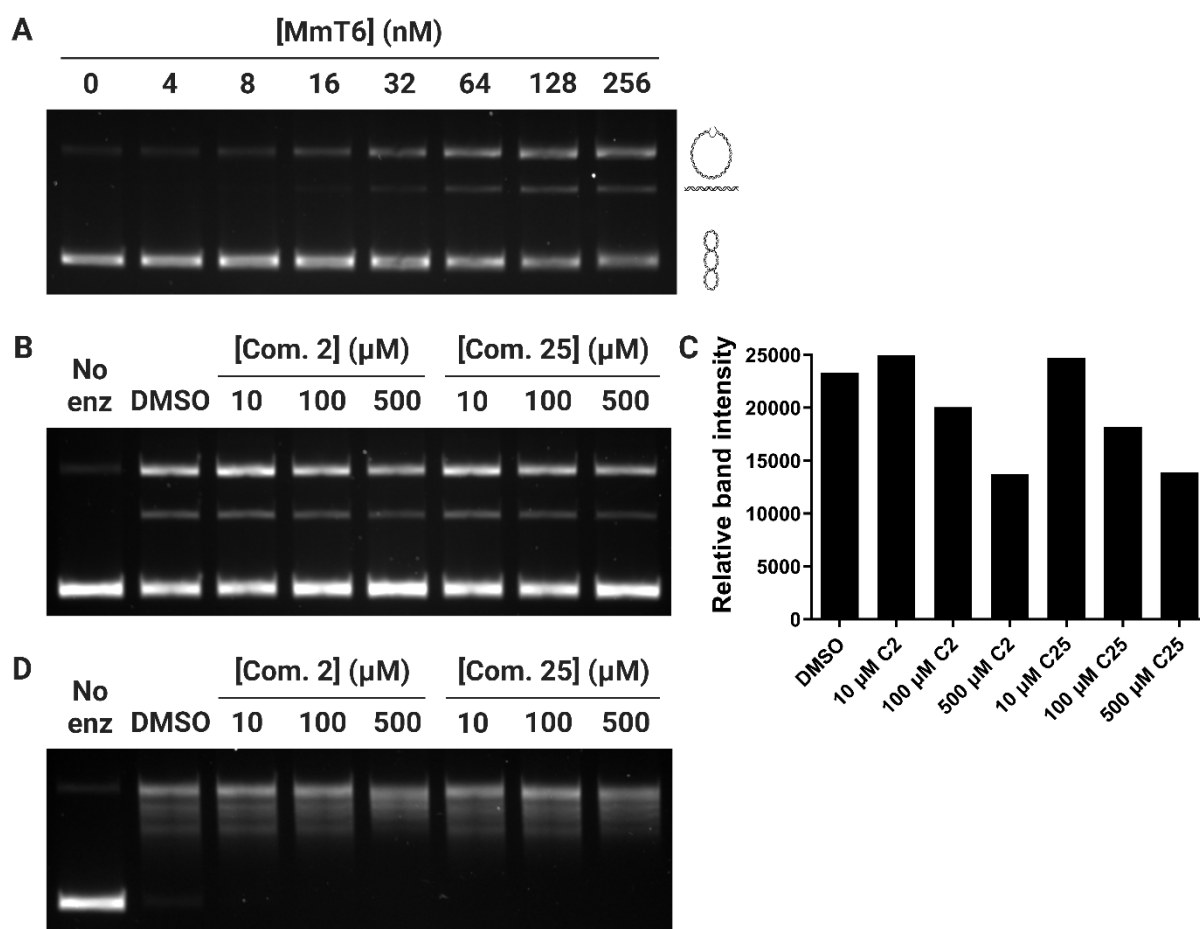 A
[MmT6] (nM)
0 4 8 16 32 64 128 256
B
No
enz DMSO
[Com. 2] (µM)
10 100 500
[Com. 25] (µM)
10 100 500
C
Relative band intensity
25000
20000
15000
10000
5000
0
DMSO
10 µM C2
100 µM C2
500 µM C2
10 µM C25
100 µM C25
500 µM C25
D
No
enz DMSO
[Com. 2] (µM)
10 100 500
[Com. 25] (µM)
10 100 500